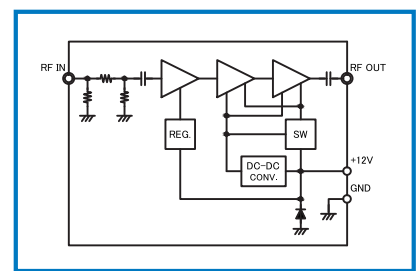 RF IN
RF OUT
REG.
SW
+12V
DC-DC
CONV.
GND